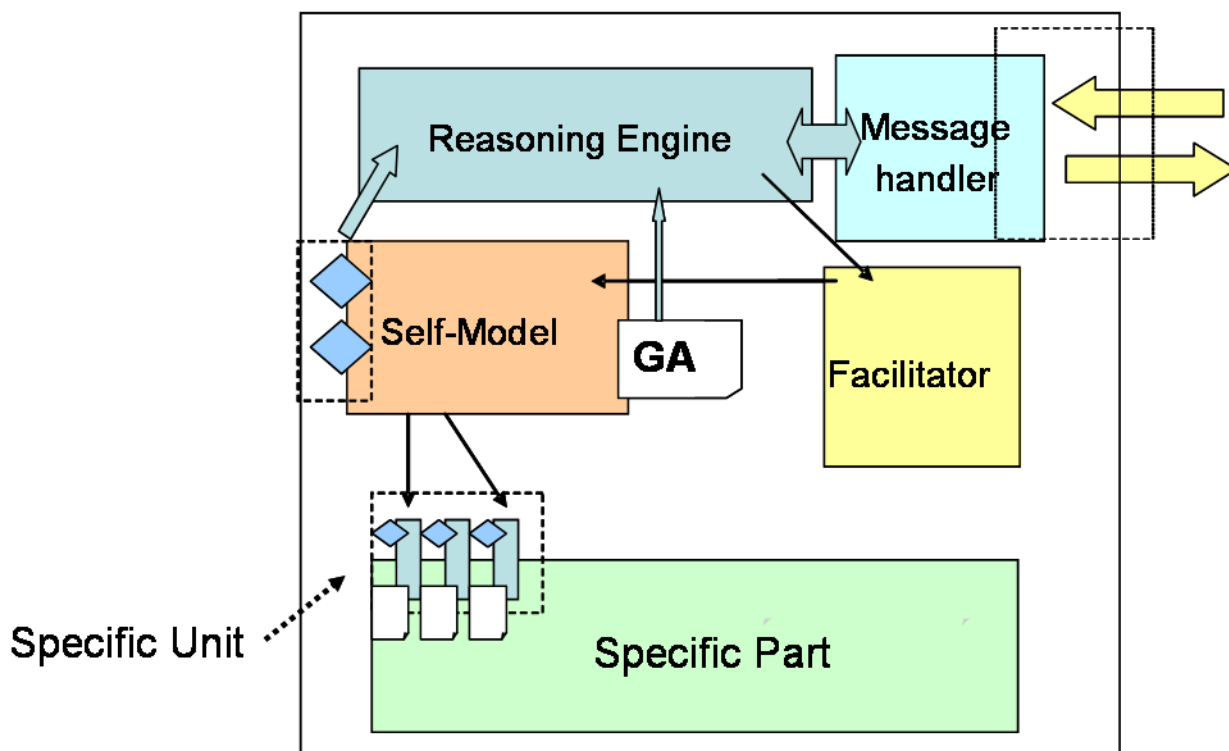 Reasoning Engine
Message
handler
Self-Model
GA
Facilitator
Specific Unit
Specific Part